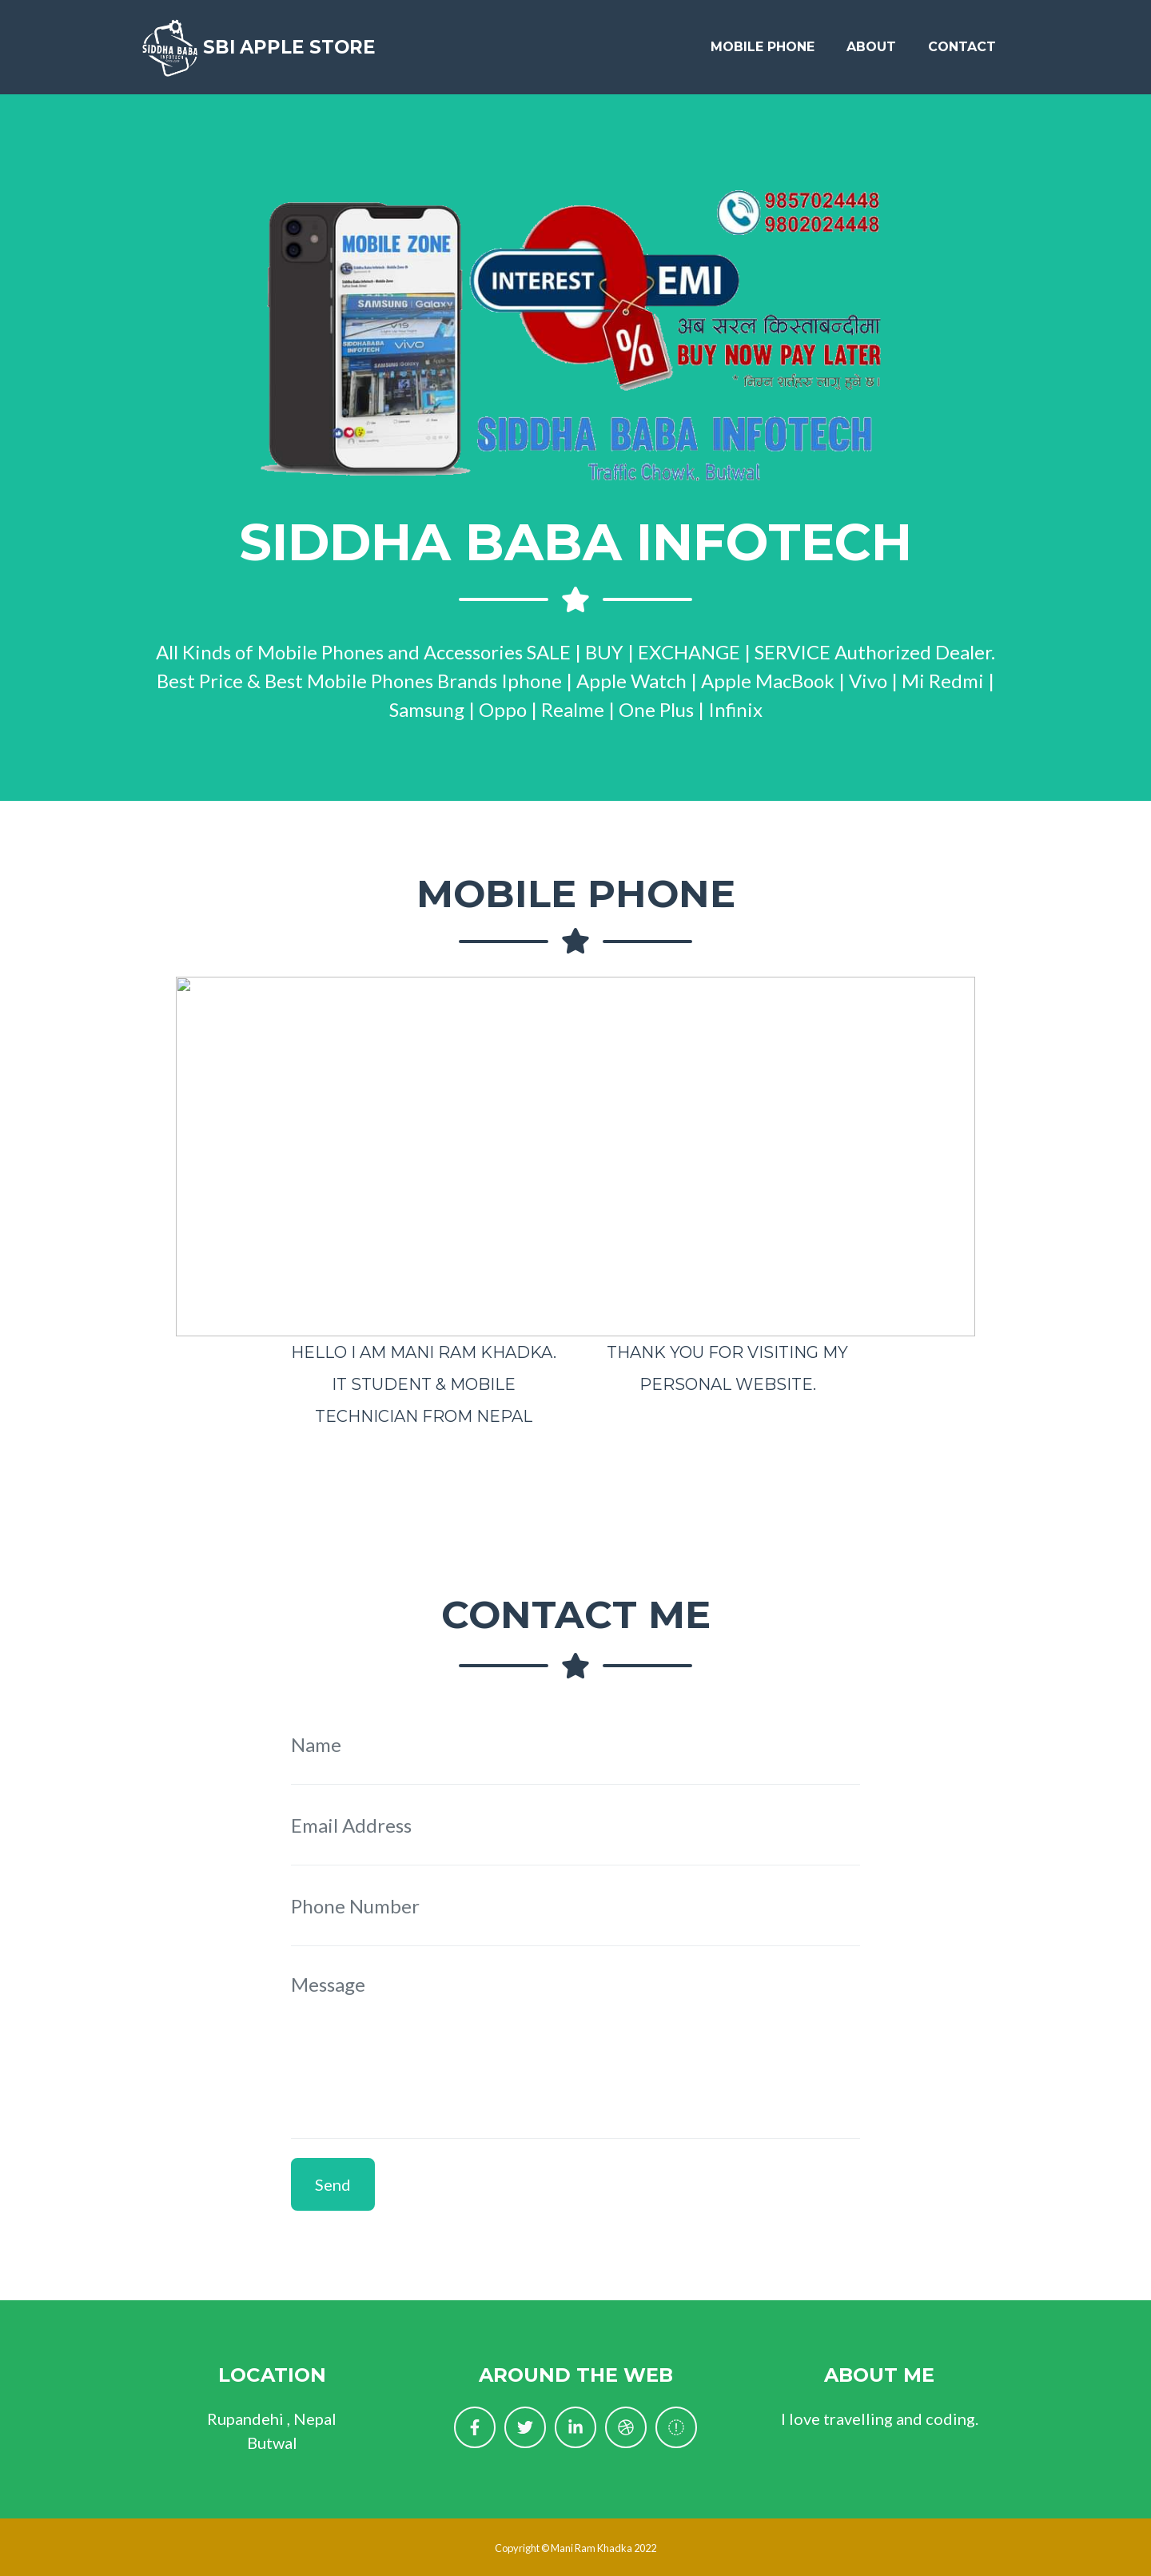 SIDDHA BABA
INFOTECH
SBI APPLE STORE
MOBILE PHONE
ABOUT
CONTACT
9857024448
9802024448
MOBILE ZONE
SAMSUNG Galaxy
V19
SIDDHABABA
INFOTECH
vivo
SAMSUNG Galaxy
INTEREST
0
EMI
%
अब सरल किस्ताबन्दीमा
BUY NOW PAY LATER
* निम्न शर्तहरु लागु हुनेछ।
SIDDHA BABA INFOTECH
Traffic Chowk, Butwal
SIDDHA BABA INFOTECH
All Kinds of Mobile Phones and Accessories SALE | BUY | EXCHANGE | SERVICE Authorized Dealer.
Best Price & Best Mobile Phones Brands Iphone | Apple Watch | Apple MacBook | Vivo | Mi Redmi |
Samsung | Oppo | Realme | One Plus | Infinix
MOBILE PHONE
HELLO I AM MANI RAM KHADKA.
IT STUDENT & MOBILE
TECHNICIAN FROM NEPAL
THANK YOU FOR VISITING MY
PERSONAL WEBSITE.
CONTACT ME
Name
Email Address
Phone Number
Message
Send
LOCATION
Rupandehi , Nepal
Butwal
AROUND THE WEB
ABOUT ME
I love travelling and coding.
Copyright © Mani Ram Khadka 2022